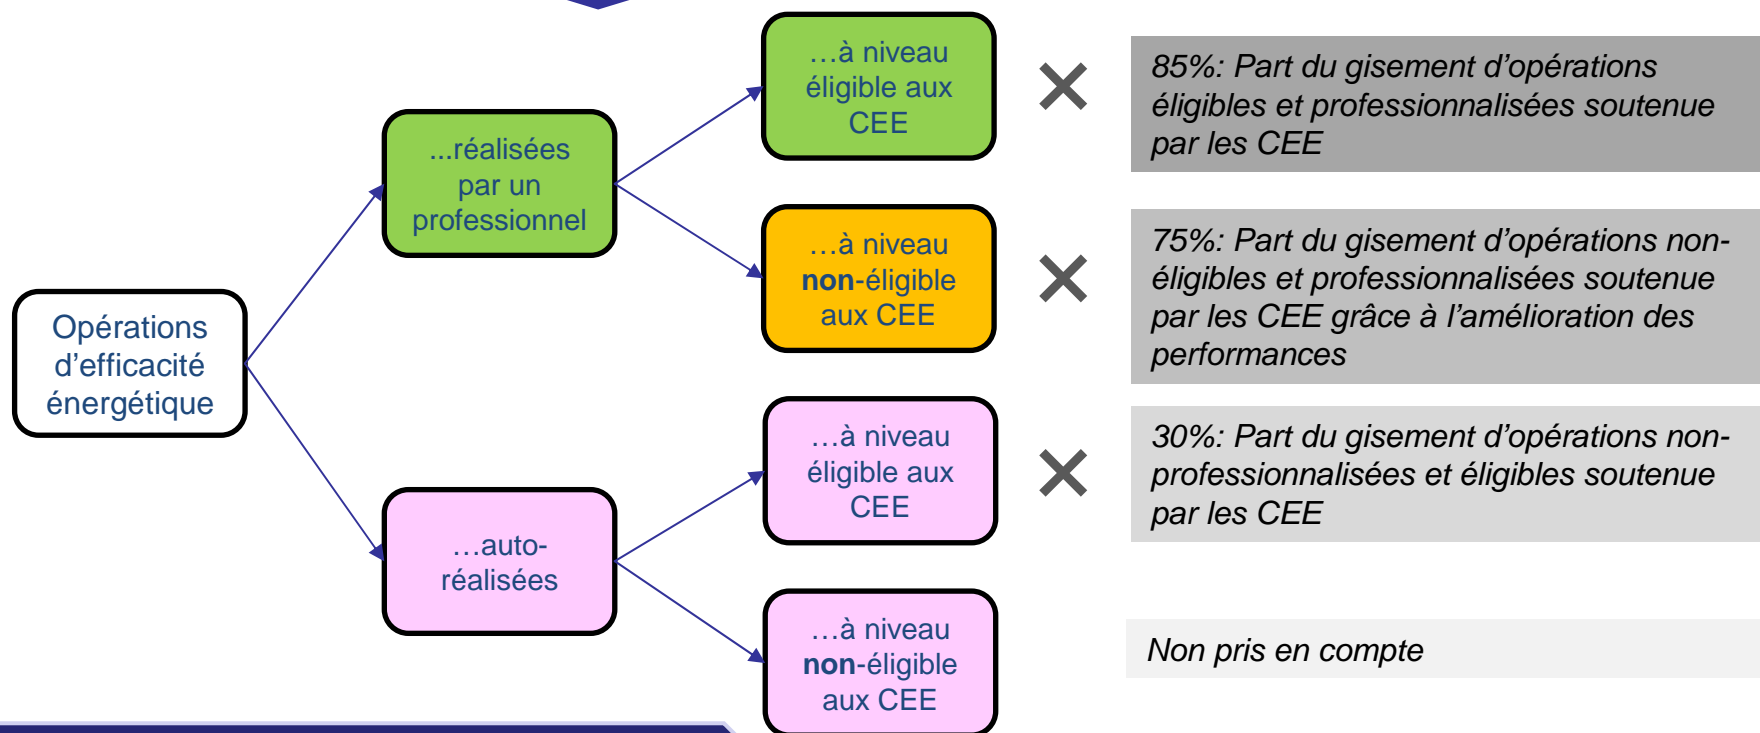 …à niveau
éligible aux
CEE
85%: Part du gisement d’opérations
éligibles et professionnalisées soutenue
par les CEE
...réalisées
par un
professionnel
…à niveau
non-éligible
aux CEE
75%: Part du gisement d’opérations non-
éligibles et professionnalisées soutenue
par les CEE grâce à l’amélioration des
performances
Opérations
d’efficacité
énergétique
…à niveau
éligible aux
CEE
30%: Part du gisement d’opérations non-
professionnalisées et éligibles soutenue
par les CEE
…auto-
réalisées
…à niveau
non-éligible
aux CEE
Non pris en compte